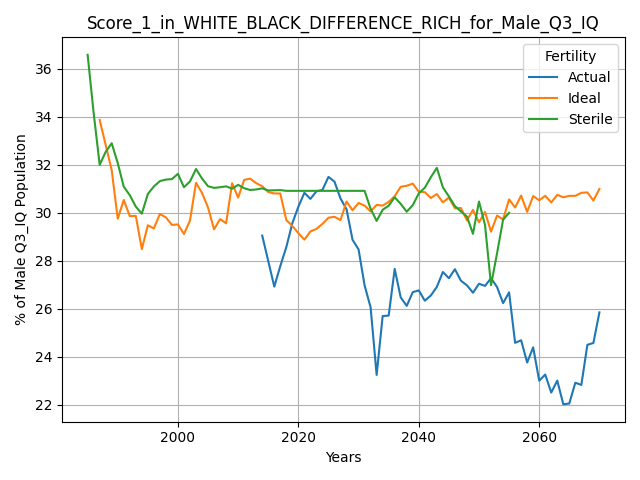 Score_1_in_WHITE_BLACK_DIFFERENCE_RICH_for_Male_Q3_IQ
Fertility
Actual
Ideal
Sterile
% of Male Q3_IQ Population
36
34
32
30
28
26
24
22
2000 2020 2040 2060
Years